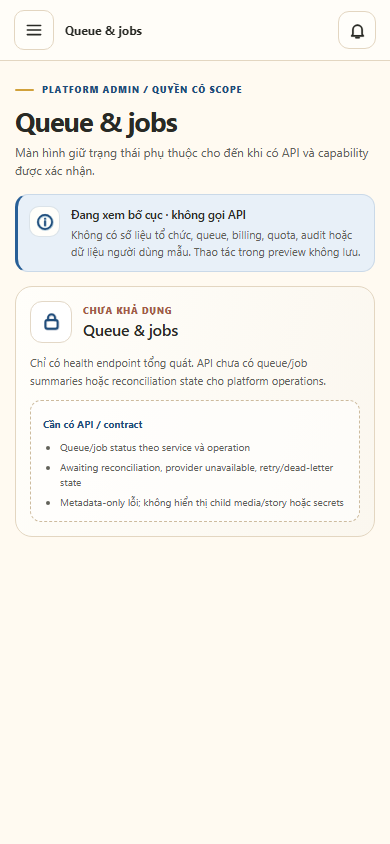 Queue & jobs
PLATFORM ADMIN / QUYỀN CÓ SCOPE
Queue & jobs
Màn hình giữ trạng thái phụ thuộc cho đến khi có API và capability
được xác nhận.
Đang xem bố cục · không gọi API
Không có số liệu tổ chức, queue, billing, quota, audit hoặc
dữ liệu người dùng mẫu. Thao tác trong preview không lưu.
CHƯA KHẢ DỤNG
Queue & jobs
Chỉ có health endpoint tổng quát. API chưa có queue/job
summaries hoặc reconciliation state cho platform operations.
Cần có API / contract
Queue/job status theo service và operation
Awaiting reconciliation, provider unavailable, retry/dead-letter
state
Metadata-only lỗi; không hiển thị child media/story hoặc secrets